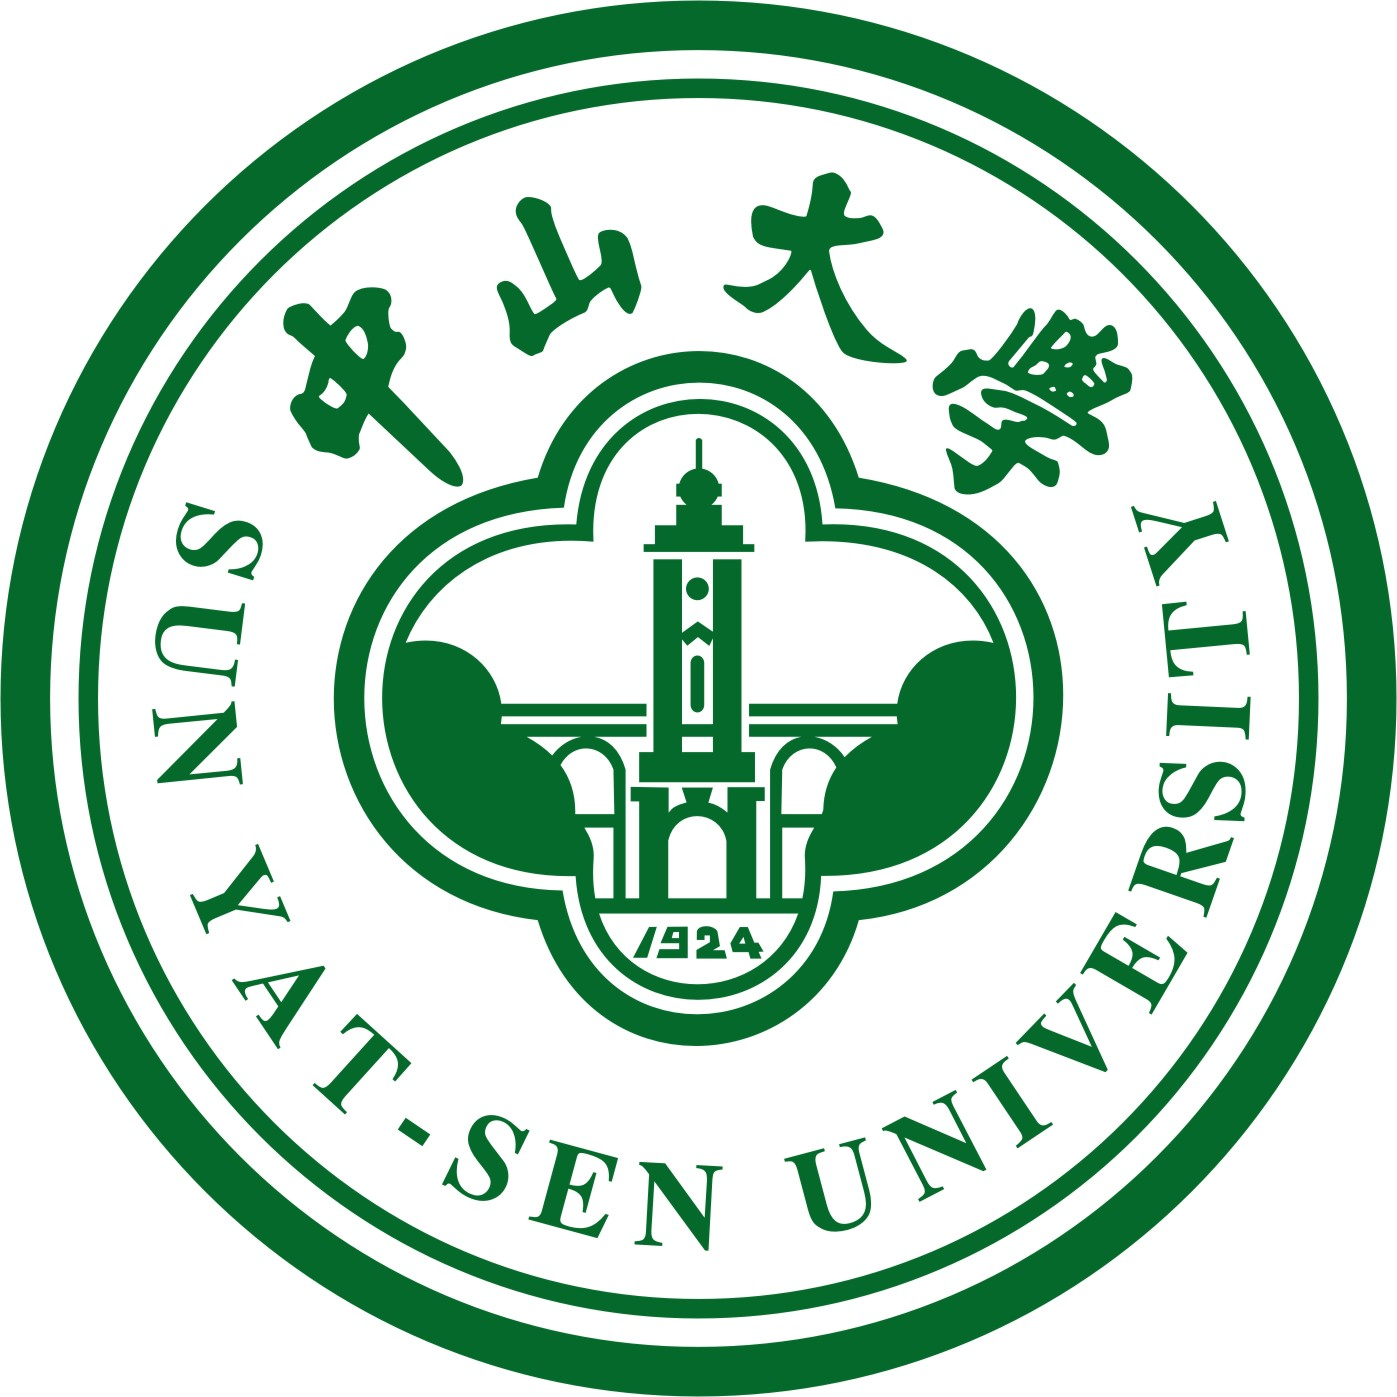 中山大學
SUN YAT-SEN UNIVERSITY
1924